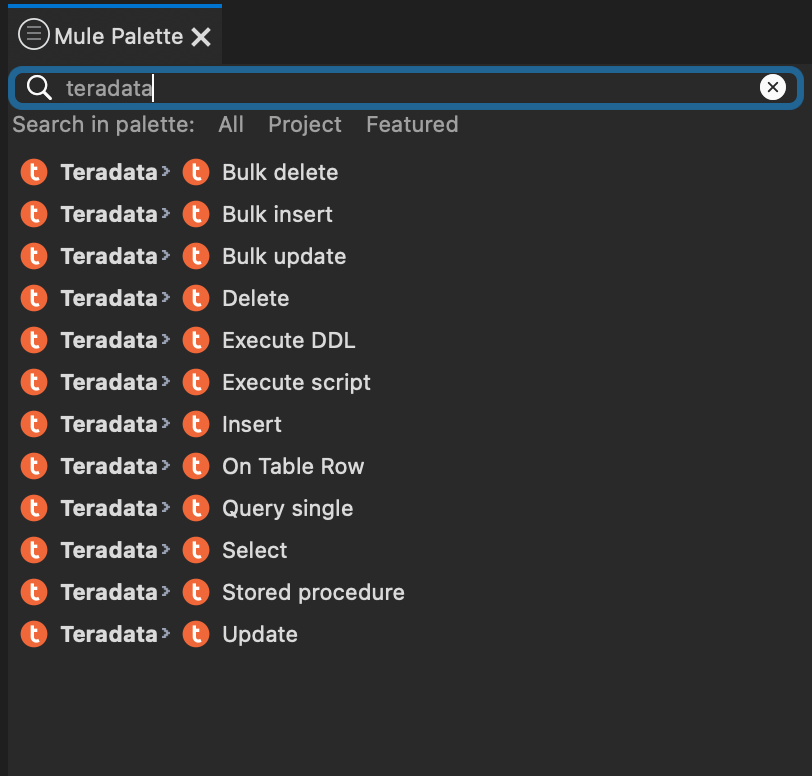 Mule Palette
teradata
Search in palette: All Project Featured
t Teradata t Bulk delete
t Teradata t Bulk insert
t Teradata t Bulk update
t Teradata t Delete
t Teradata t Execute DDL
t Teradata t Execute script
t Teradata t Insert
t Teradata t On Table Row
t Teradata t Query single
t Teradata t Select
t Teradata t Stored procedure
t Teradata t Update